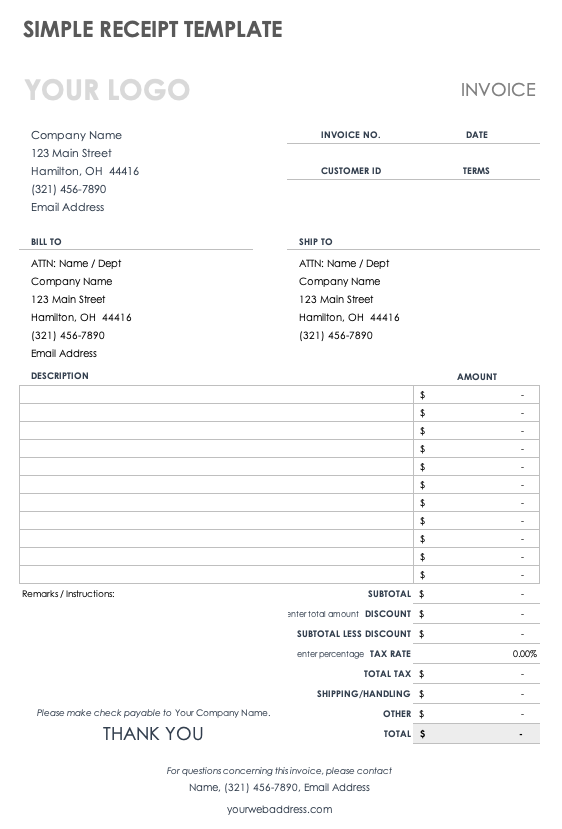 SIMPLE RECEIPT TEMPLATE
YOUR LOGO
INVOICE
Company Name
123 Main Street
Hamilton, OH 44416
(321) 456-7890
Email Address
INVOICE NO. DATE
CUSTOMER ID TERMS
BILL TO
ATTN: Name / Dept
Company Name
123 Main Street
Hamilton, OH 44416
(321) 456-7890
Email Address
SHIP TO
ATTN: Name / Dept
Company Name
123 Main Street
Hamilton, OH 44416
(321) 456-7890
DESCRIPTION AMOUNT
$ -
$ -
$ -
$ -
$ -
$ -
$ -
$ -
$ -
$ -
$ -
Remarks / Instructions:
SUBTOTAL $ -
enter total amount DISCOUNT $ -
SUBTOTAL LESS DISCOUNT $ -
enter percentage TAX RATE 0.00%
TOTAL TAX $ -
SHIPPING/HANDLING $ -
Please make check payable to Your Company Name.
OTHER $ -
THANK YOU
TOTAL $ -
For questions concerning this invoice, please contact
Name, (321) 456-7890, Email Address
yourwebaddress.com